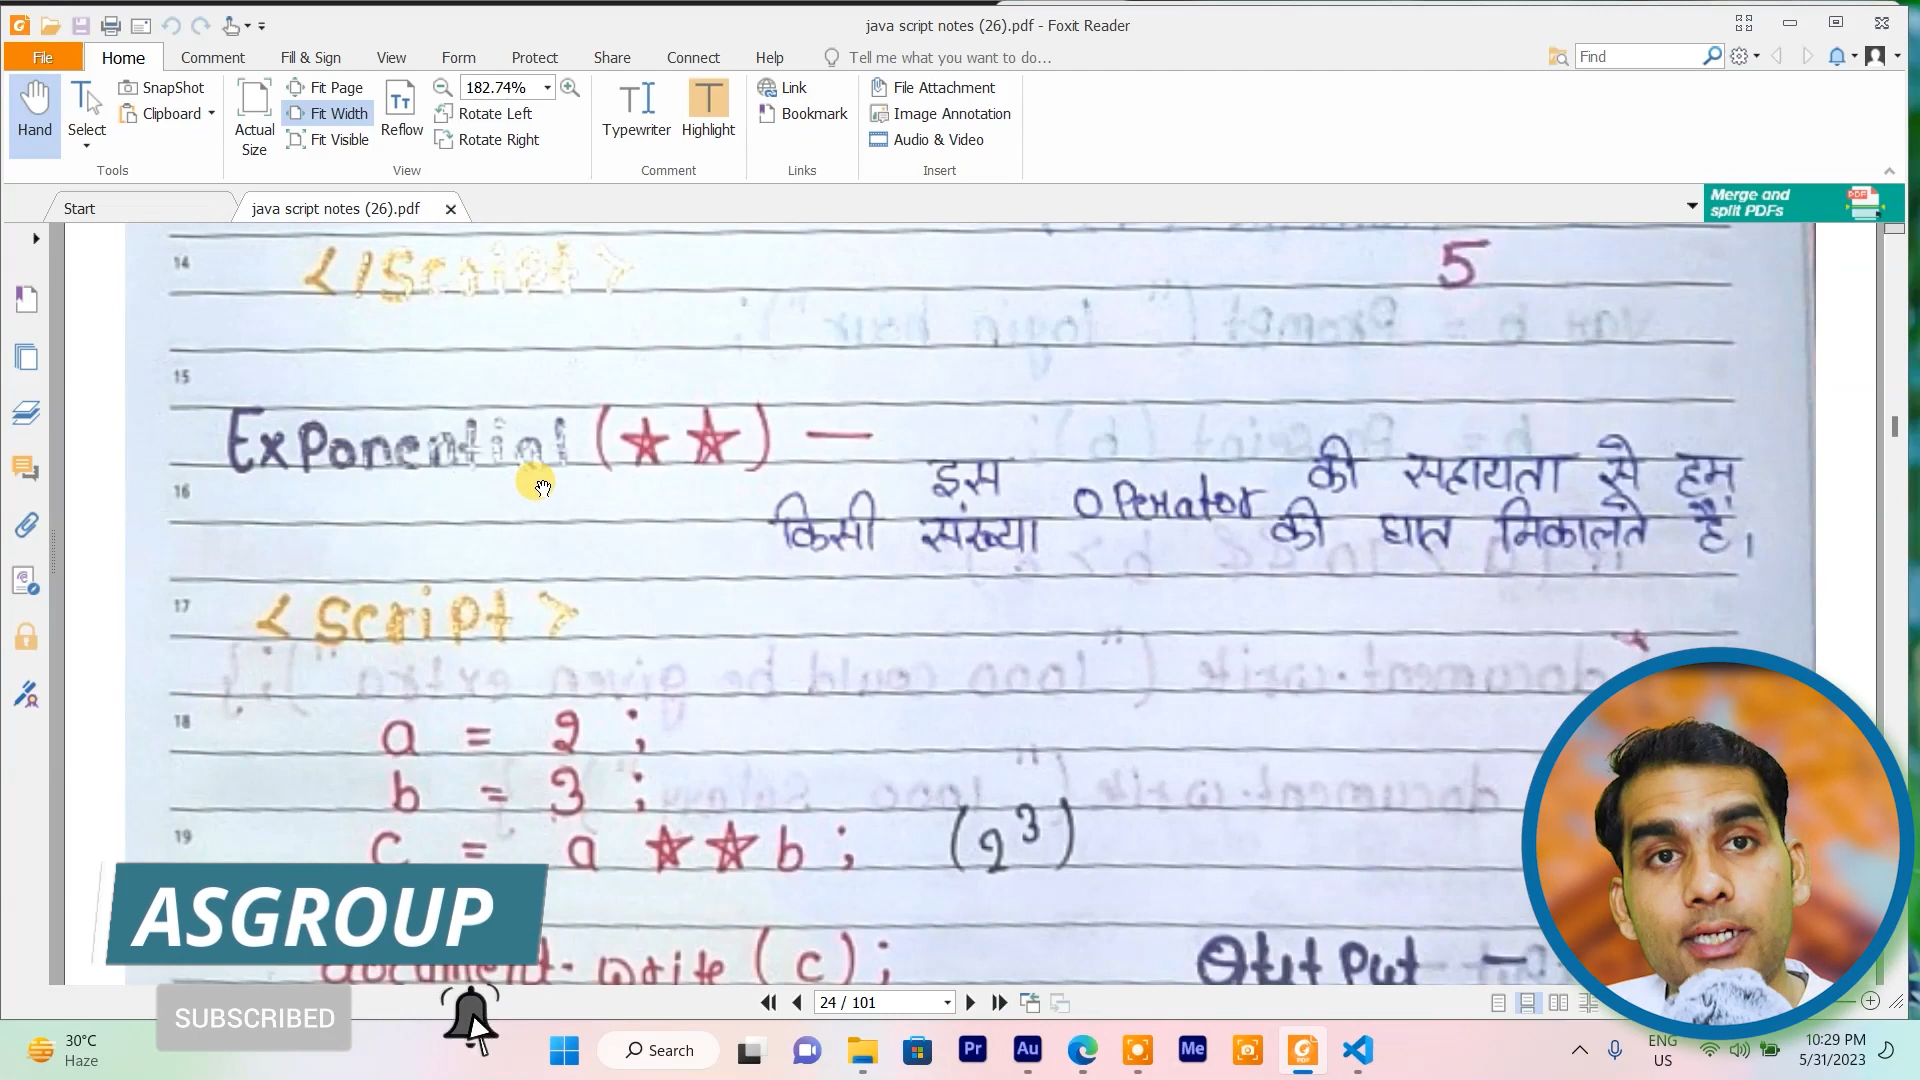 java script notes (26).pdf - Foxit Reader
File Home Comment Fill & Sign View Form Protect Share Connect Help Tell me what you want to do... Find
Hand
Select
SnapShot
Clipboard
Tools
Actual Size
Fit Page
Fit Width
Fit Visible
Reflow
182.74%
Rotate Left
Rotate Right
View
Typewriter
Highlight
Comment
Link
Bookmark
Links
File Attachment
Image Annotation
Audio & Video
Insert
Start
java script notes (26).pdf
Merge and
split PDFs
14 </Script> 5
15
Exponential (★★) —
16 इस Operator की सहायता से हम
किसी संख्या की घात निकालते हैं।
17 <Script>
18 a = 2 ;
b = 3 ;
19 c = a ★★ b ; (2³)
document.write (c) ; Output –
ASGROUP
SUBSCRIBED
24 / 101
30°C
Haze
Search
Pr
Au
Me
ENG
US
10:29 PM
5/31/2023